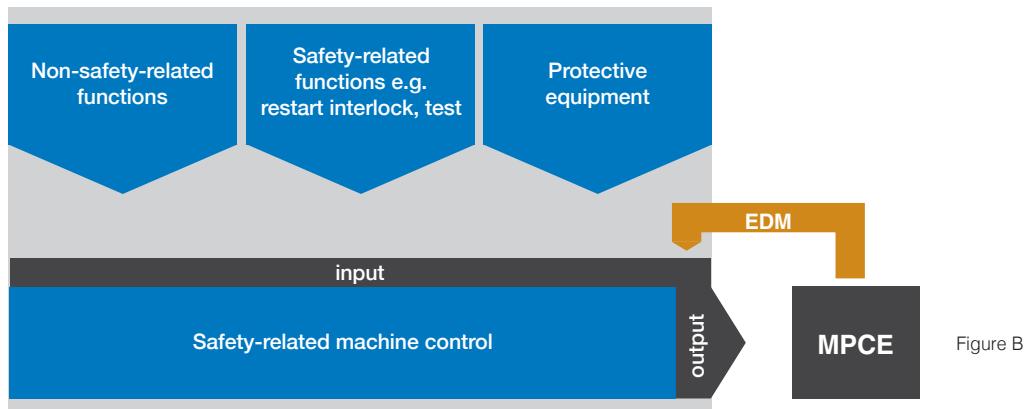 Non-safety-related
functions
Safety-related
functions e.g.
restart interlock, test
Protective
equipment
EDM
input
Safety-related machine control
output
MPCE
Figure B